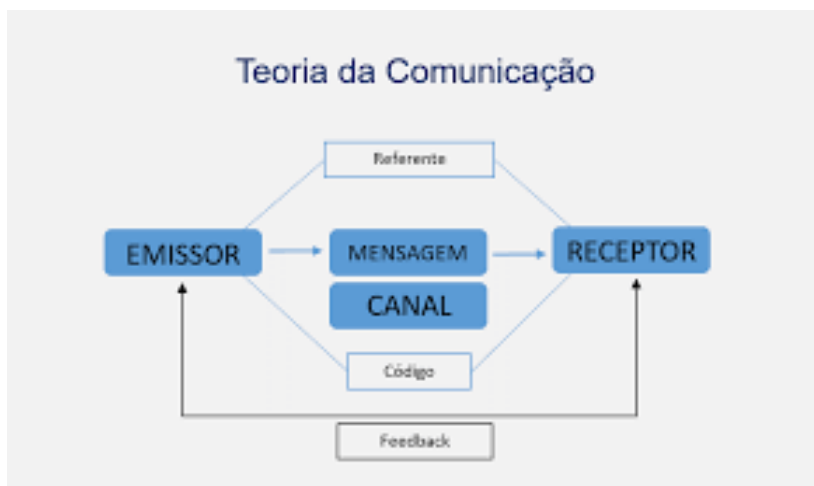 Teoria da Comunicação
Referente
EMISSOR
MENSAGEM
RECEPTOR
CANAL
Código
Feedback